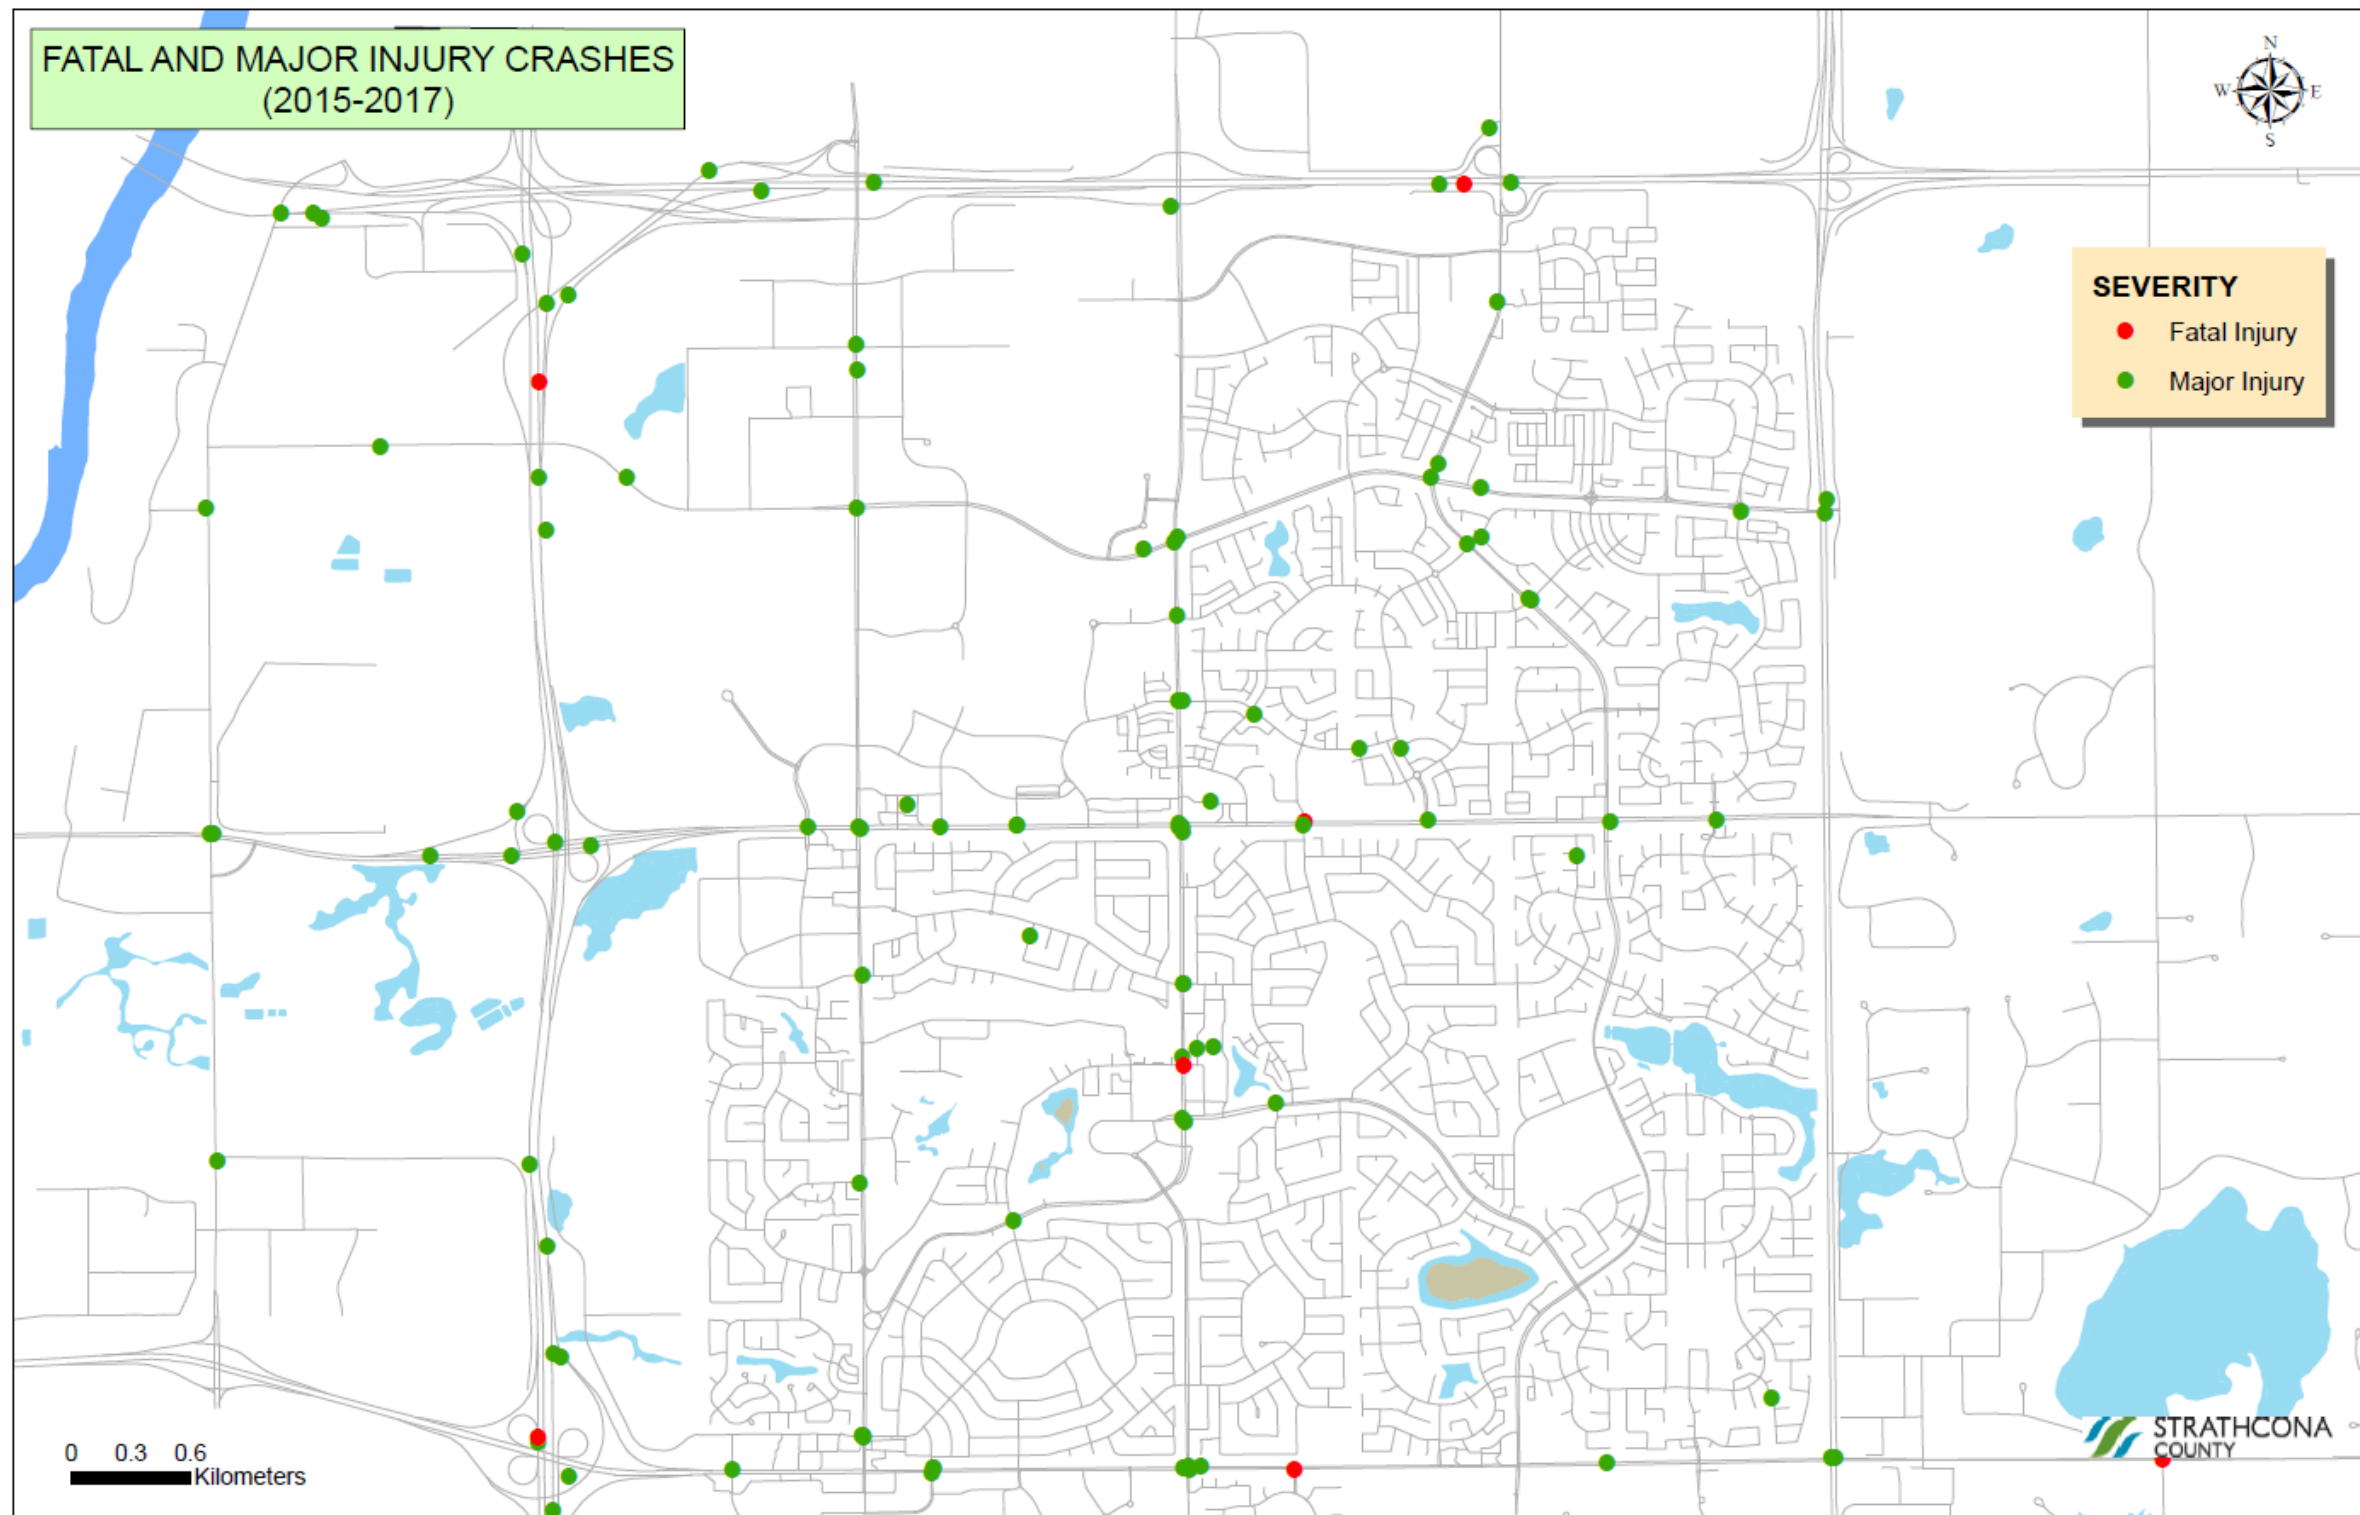 FATAL AND MAJOR INJURY CRASHES
(2015-2017)
N
W E
S
SEVERITY
Fatal Injury
Major Injury
0 0.3 0.6
Kilometers
STRATHCONA
COUNTY